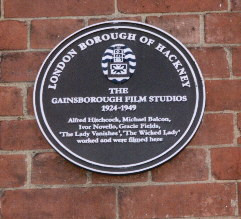 LONDON BOROUGH OF HACKNEY
THE
GAINSBOROUGH FILM STUDIOS
1924-1949
Alfred Hitchcock, Michael Balcon,
Ivor Novello, Gracie Fields,
'The Lady Vanishes', 'The Wicked Lady'
worked and were filmed here